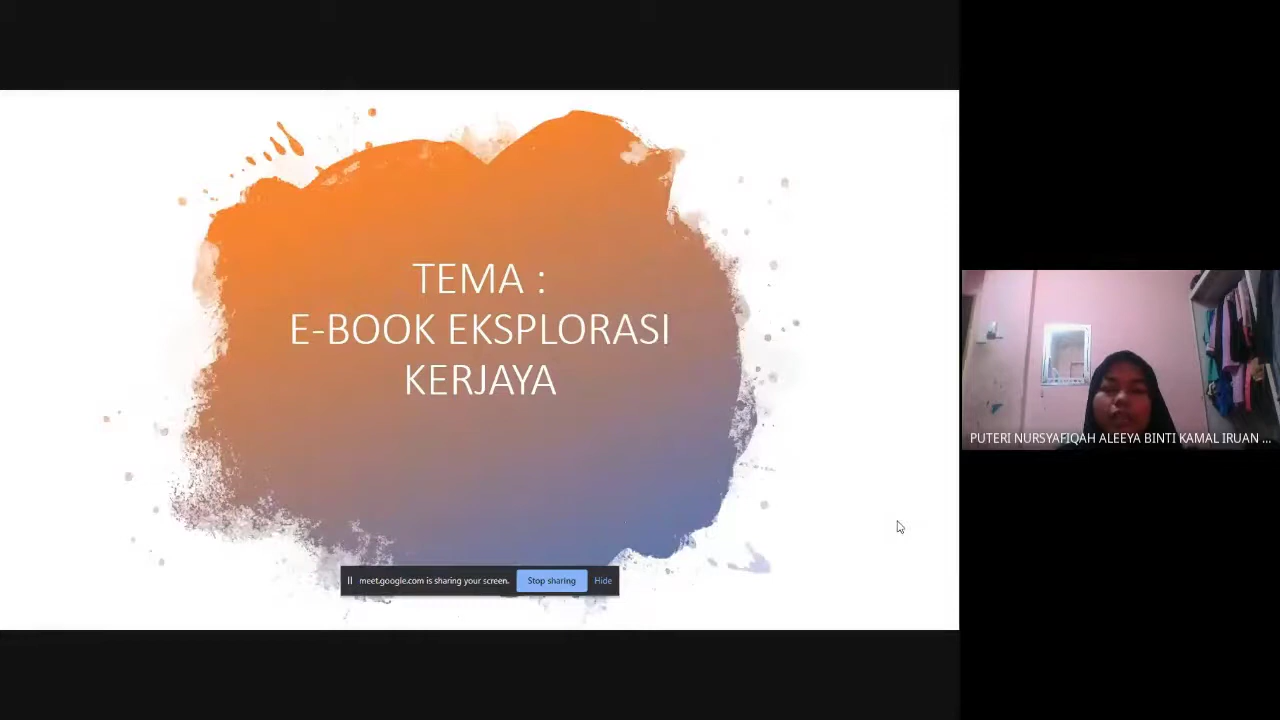 TEMA :
E-BOOK EKSPLORASI
KERJAYA
meet.google.com is sharing your screen. Stop sharing Hide
PUTERI NURSYAFIQAH ALEEYA BINTI KAMAL IRUAN ...